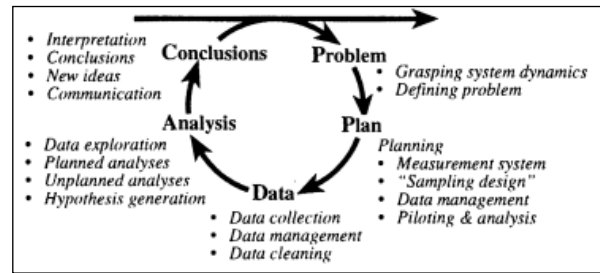 Conclusions
• Interpretation
• Conclusions
• New ideas
• Communication
Problem
• Grasping system dynamics
• Defining problem
Plan
Planning
• Measurement system
• “Sampling design”
• Data management
• Piloting & analysis
Data
• Data collection
• Data management
• Data cleaning
Analysis
• Data exploration
• Planned analyses
• Unplanned analyses
• Hypothesis generation